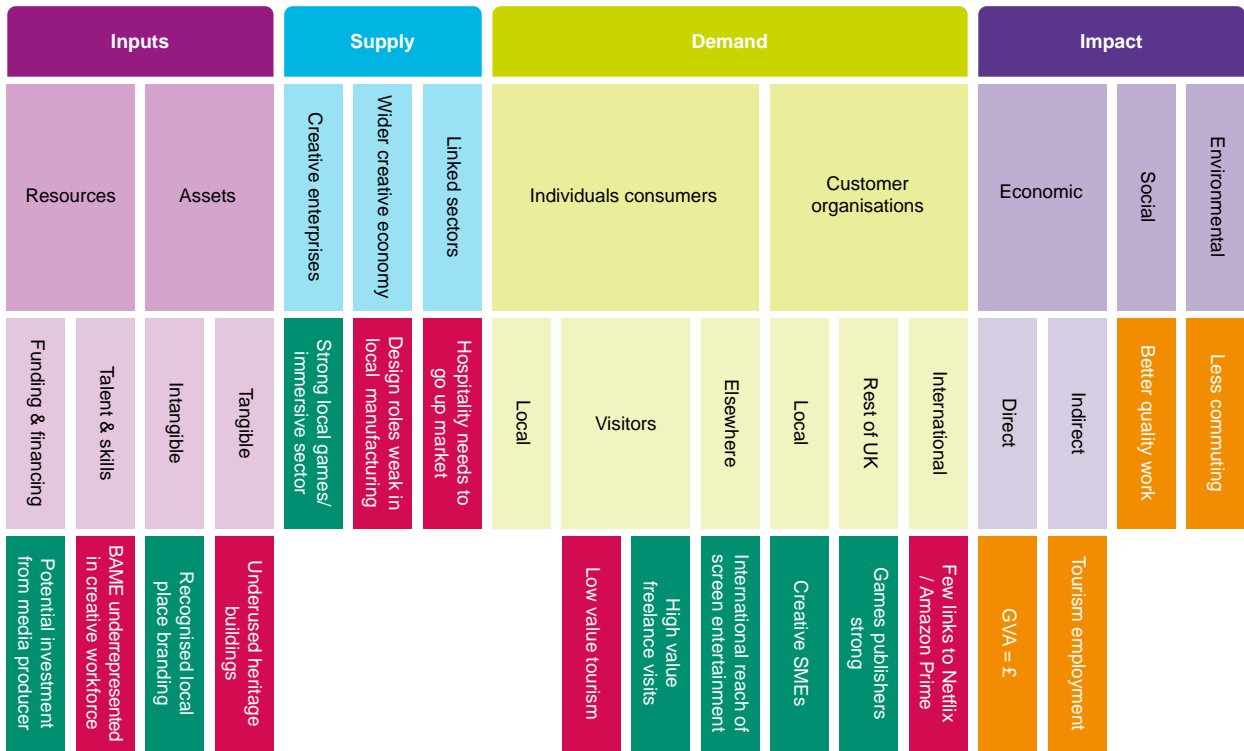 Inputs
Supply
Demand
Impact
Resources
Assets
Creative enterprises
Wider creative economy
Linked sectors
Individuals consumers
Customer
organisations
Economic
Social
Environmental
Funding & financing
Talent & skills
Intangible
Tangible
Strong local games/
immersive sector
Design roles weak in
local manufacturing
Hospitality needs to
go up market
Local
Visitors
Elsewhere
Local
Rest of UK
International
Direct
Indirect
Better quality work
Less commuting
Potential investment
from media producer
BAME underrepresented
in creative workforce
Recognised local
place branding
Underused heritage
buildings
Low value tourism
High value
freelance visits
International reach of
screen entertainment
Creative SMEs
Games publishers
strong
Few links to Netflix
/ Amazon Prime
GVA = £
Tourism employment